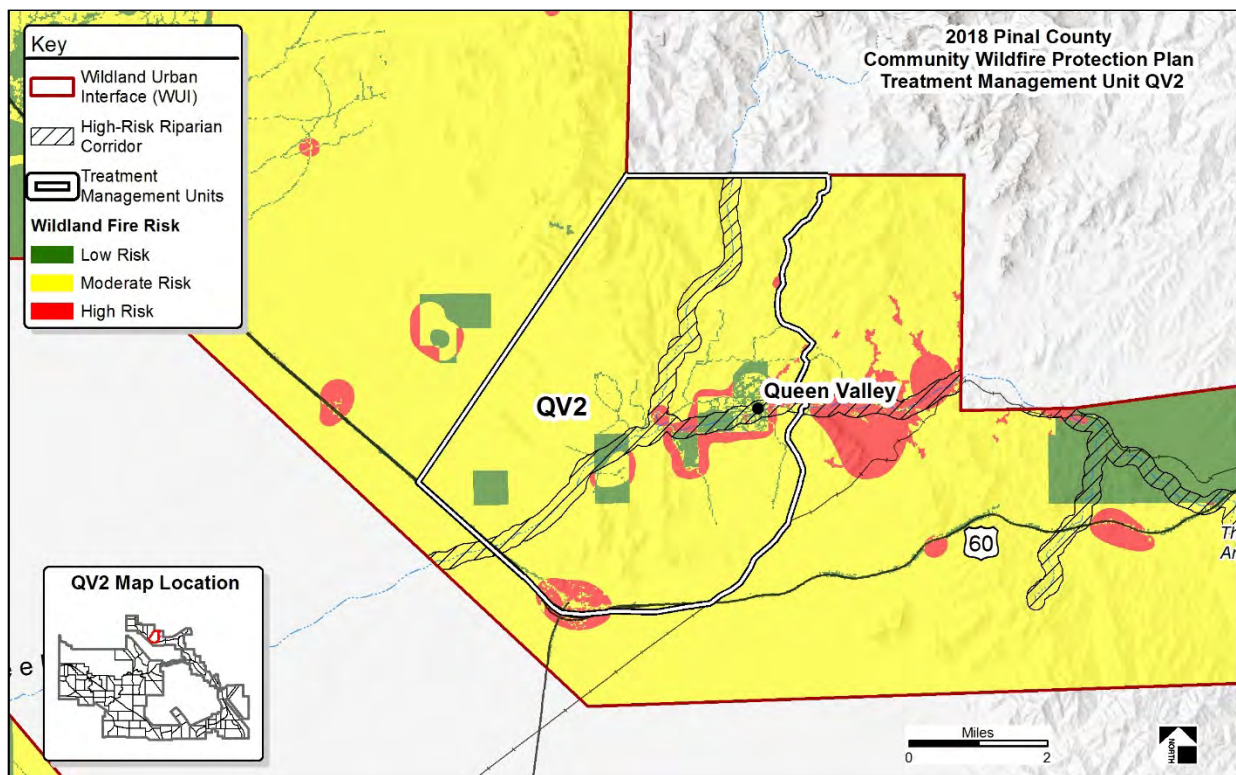 Key
Wildland Urban
Interface (WUI)
High-Risk Riparian
Corridor
Treatment
Management Units
Wildland Fire Risk
Low Risk
Moderate Risk
High Risk
2018 Pinal County
Community Wildfire Protection Plan
Treatment Management Unit QV2
QV2
Queen Valley
60
Th
Ar
QV2 Map Location
e e
Miles
0
2
NORTH